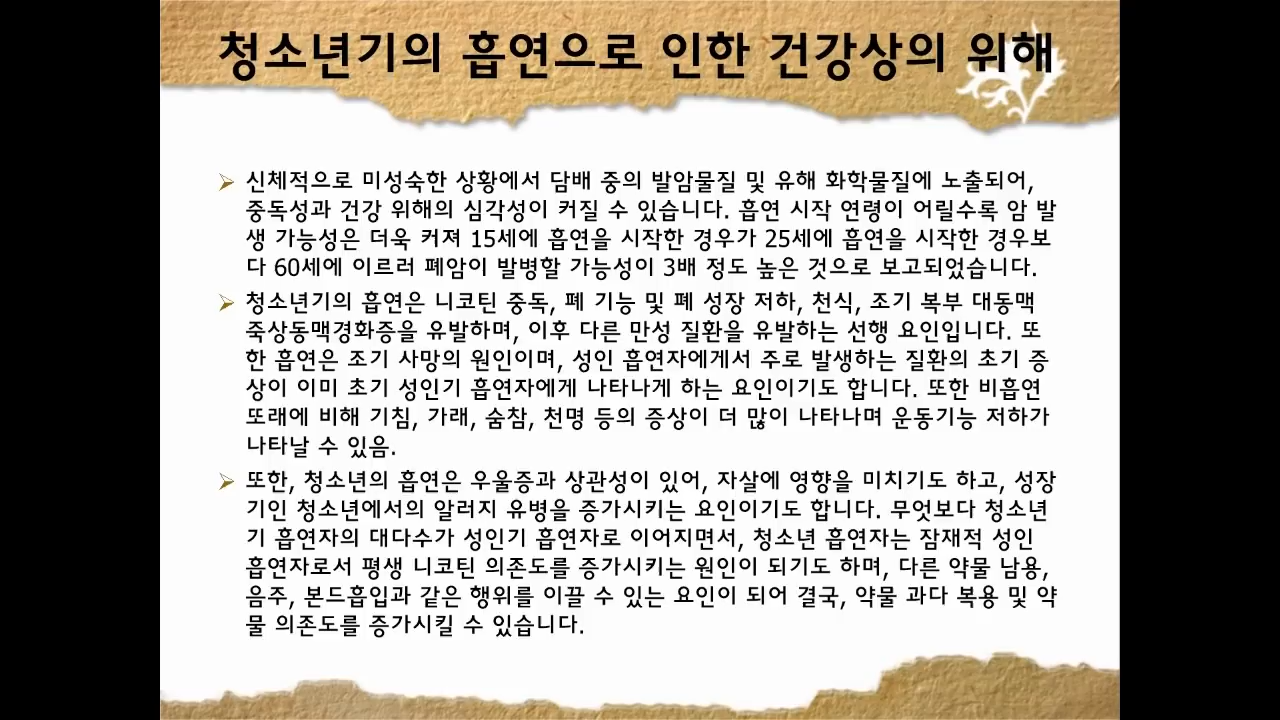 청소년기의 흡연으로 인한 건강상의 위해
신체적으로 미성숙한 상황에서 담배 중의 발암물질 및 유해 화학물질에 노출되어,
중독성과 건강 위해의 심각성이 커질 수 있습니다. 흡연 시작 연령이 어릴수록 암 발
생 가능성은 더욱 커져 15세에 흡연을 시작한 경우가 25세에 흡연을 시작한 경우보
다 60세에 이르러 폐암이 발병할 가능성이 3배 정도 높은 것으로 보고되었습니다.
청소년기의 흡연은 니코틴 중독, 폐 기능 및 폐 성장 저하, 천식, 조기 복부 대동맥
죽상동맥경화증을 유발하며, 이후 다른 만성 질환을 유발하는 선행 요인입니다. 또
한 흡연은 조기 사망의 원인이며, 성인 흡연자에게서 주로 발생하는 질환의 초기 증
상이 이미 초기 성인기 흡연자에게 나타나게 하는 요인이기도 합니다. 또한 비흡연
또래에 비해 기침, 가래, 숨참, 천명 등의 증상이 더 많이 나타나며 운동기능 저하가
나타날 수 있음.
또한, 청소년의 흡연은 우울증과 상관성이 있어, 자살에 영향을 미치기도 하고, 성장
기인 청소년에서의 알러지 유병을 증가시키는 요인이기도 합니다. 무엇보다 청소년
기 흡연자의 대다수가 성인기 흡연자로 이어지면서, 청소년 흡연자는 잠재적 성인
흡연자로서 평생 니코틴 의존도를 증가시키는 원인이 되기도 하며, 다른 약물 남용,
음주, 본드흡입과 같은 행위를 이끌 수 있는 요인이 되어 결국, 약물 과다 복용 및 약
물 의존도를 증가시킬 수 있습니다.